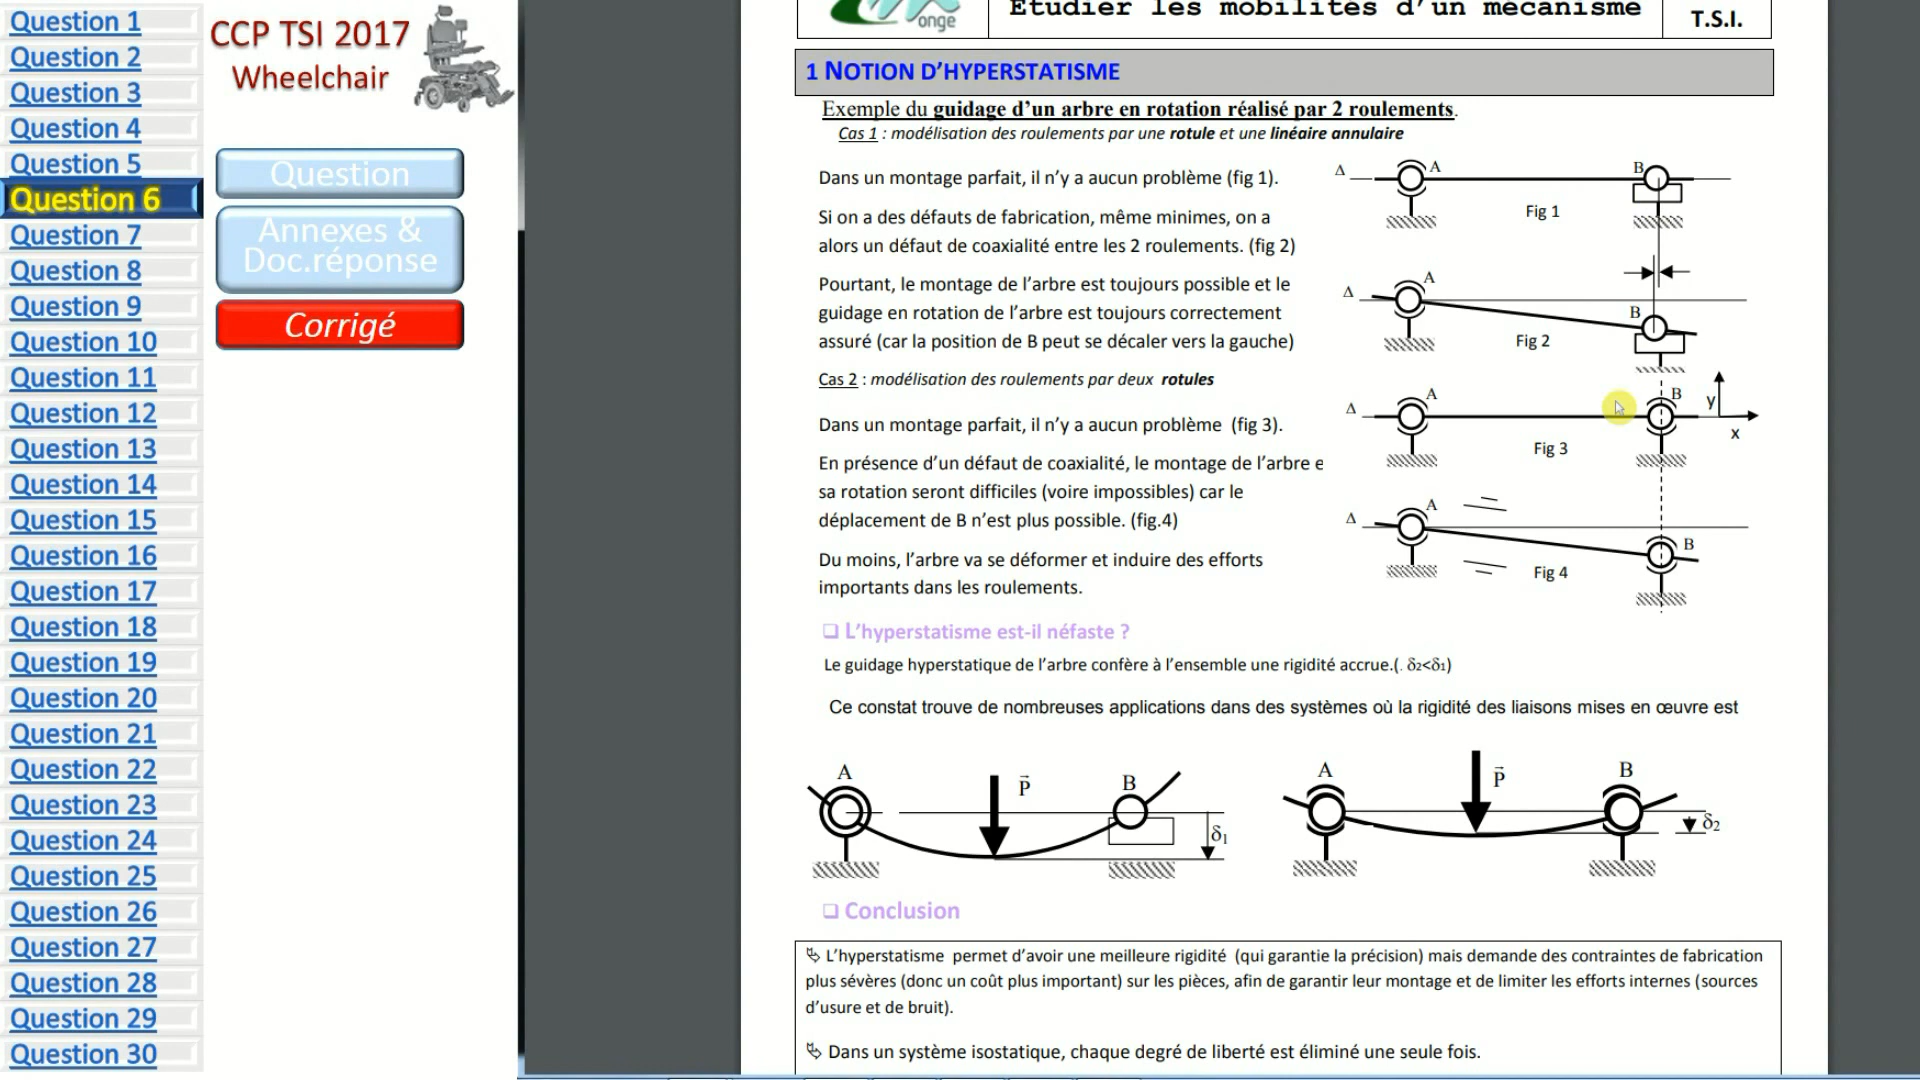 Question 1
Question 2
Question 3
Question 4
Question 5
Question 6
Question 7
Question 8
Question 9
Question 10
Question 11
Question 12
Question 13
Question 14
Question 15
Question 16
Question 17
Question 18
Question 19
Question 20
Question 21
Question 22
Question 23
Question 24
Question 25
Question 26
Question 27
Question 28
Question 29
Question 30
CCP TSI 2017
Wheelchair
Question
Annexes &
Doc.réponse
Corrigé
onge
Etudier les mobilités d'un mécanisme
T.S.I.
1 NOTION D'HYPERSTATISME
Exemple du guidage d'un arbre en rotation réalisé par 2 roulements.
Cas 1 : modélisation des roulements par une rotule et une linéaire annulaire
Dans un montage parfait, il n'y a aucun problème (fig 1).
Si on a des défauts de fabrication, même minimes, on a
alors un défaut de coaxialité entre les 2 roulements. (fig 2)
Pourtant, le montage de l'arbre est toujours possible et le
guidage en rotation de l'arbre est toujours correctement
assuré (car la position de B peut se décaler vers la gauche)
Cas 2 : modélisation des roulements par deux rotules
Dans un montage parfait, il n'y a aucun problème (fig 3).
En présence d'un défaut de coaxialité, le montage de l'arbre e
sa rotation seront difficiles (voire impossibles) car le
déplacement de B n'est plus possible. (fig.4)
Du moins, l'arbre va se déformer et induire des efforts
importants dans les roulements.
Δ A B
Fig 1
Δ A B
Fig 2
Δ A B y
x
Fig 3
Δ A B
Fig 4
❑ L'hyperstatisme est-il néfaste ?
Le guidage hyperstatique de l'arbre confère à l'ensemble une rigidité accrue.(. δ2<δ1)
Ce constat trouve de nombreuses applications dans des systèmes où la rigidité des liaisons mises en œuvre est
A P⃗ B δ1
A P⃗ B δ2
❑ Conclusion
L'hyperstatisme permet d'avoir une meilleure rigidité (qui garantie la précision) mais demande des contraintes de fabrication
plus sévères (donc un coût plus important) sur les pièces, afin de garantir leur montage et de limiter les efforts internes (sources
d'usure et de bruit).
Dans un système isostatique, chaque degré de liberté est éliminé une seule fois.